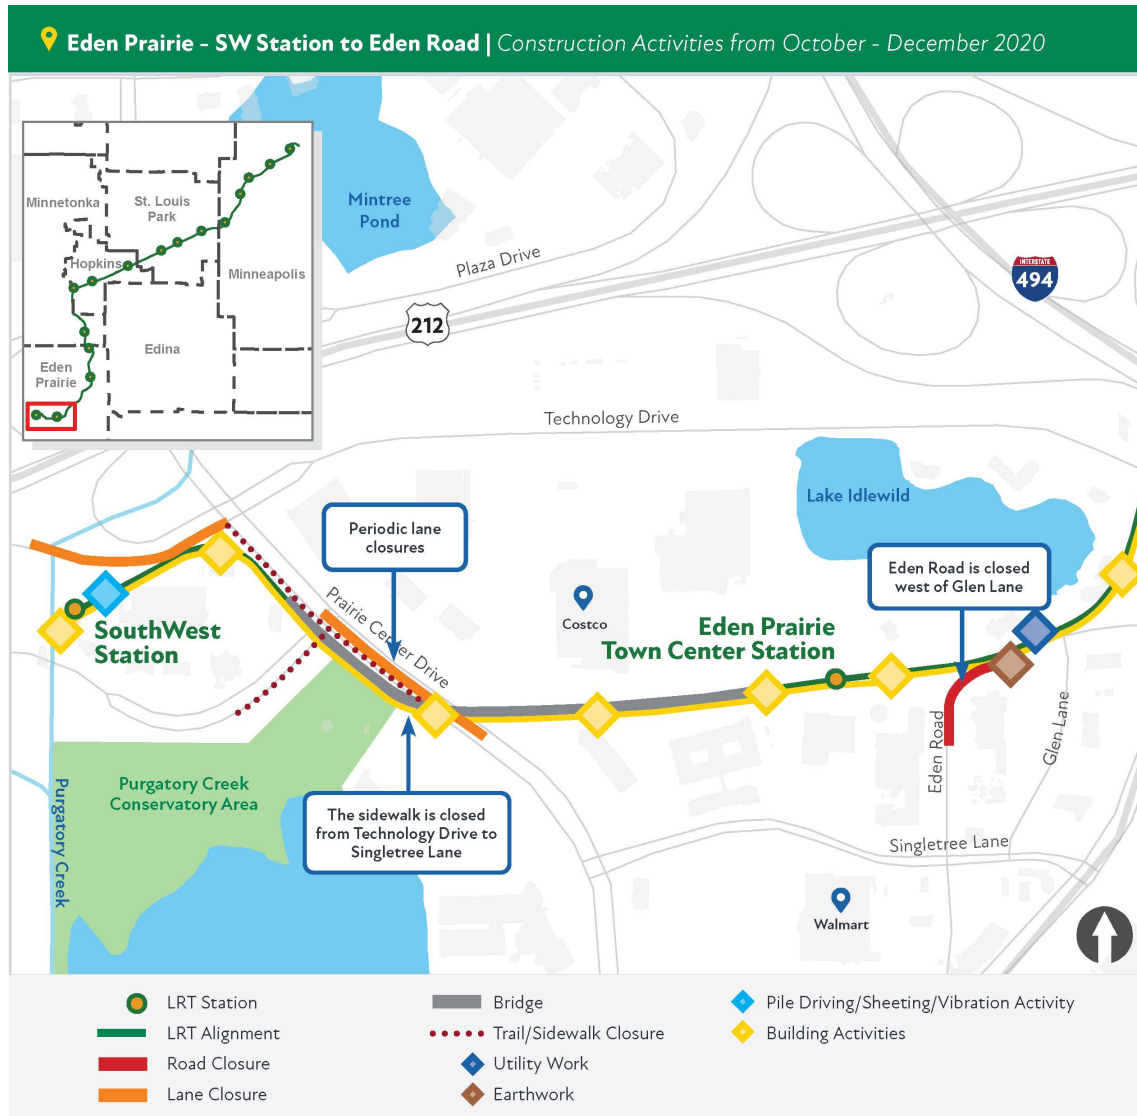 Eden Prairie - SW Station to Eden Road | Construction Activities from October - December 2020
Minnetonka
St. Louis
Park
Hopkins
Minneapolis
Edina
Eden
Prairie
Mintree
Pond
Plaza Drive
INTERSTATE
494
212
Technology Drive
Lake Idlewild
Periodic lane
closures
Eden Road is closed
west of Glen Lane
Prairie Center Drive
Costco
SouthWest
Station
Eden Prairie
Town Center Station
Eden Road
Glen Lane
Purgatory Creek
Purgatory Creek
Conservatory Area
The sidewalk is closed
from Technology Drive to
Singletree Lane
Singletree Lane
Walmart
LRT Station
LRT Alignment
Road Closure
Lane Closure
Bridge
Trail/Sidewalk Closure
Utility Work
Earthwork
Pile Driving/Sheeting/Vibration Activity
Building Activities